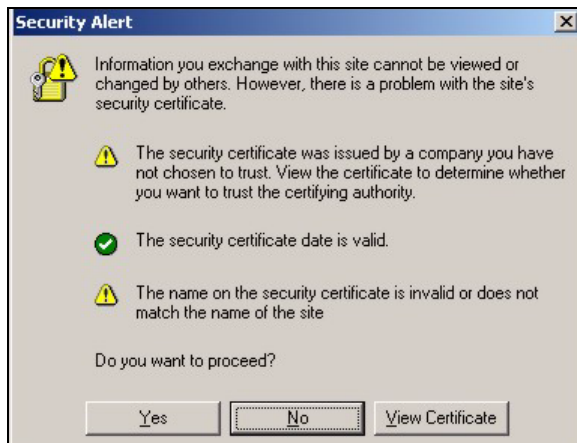 Security Alert
Information you exchange with this site cannot be viewed or
changed by others. However, there is a problem with the site's
security certificate.
The security certificate was issued by a company you have
not chosen to trust. View the certificate to determine whether
you want to trust the certifying authority.
The security certificate date is valid.
The name on the security certificate is invalid or does not
match the name of the site
Do you want to proceed?
Yes No View Certificate